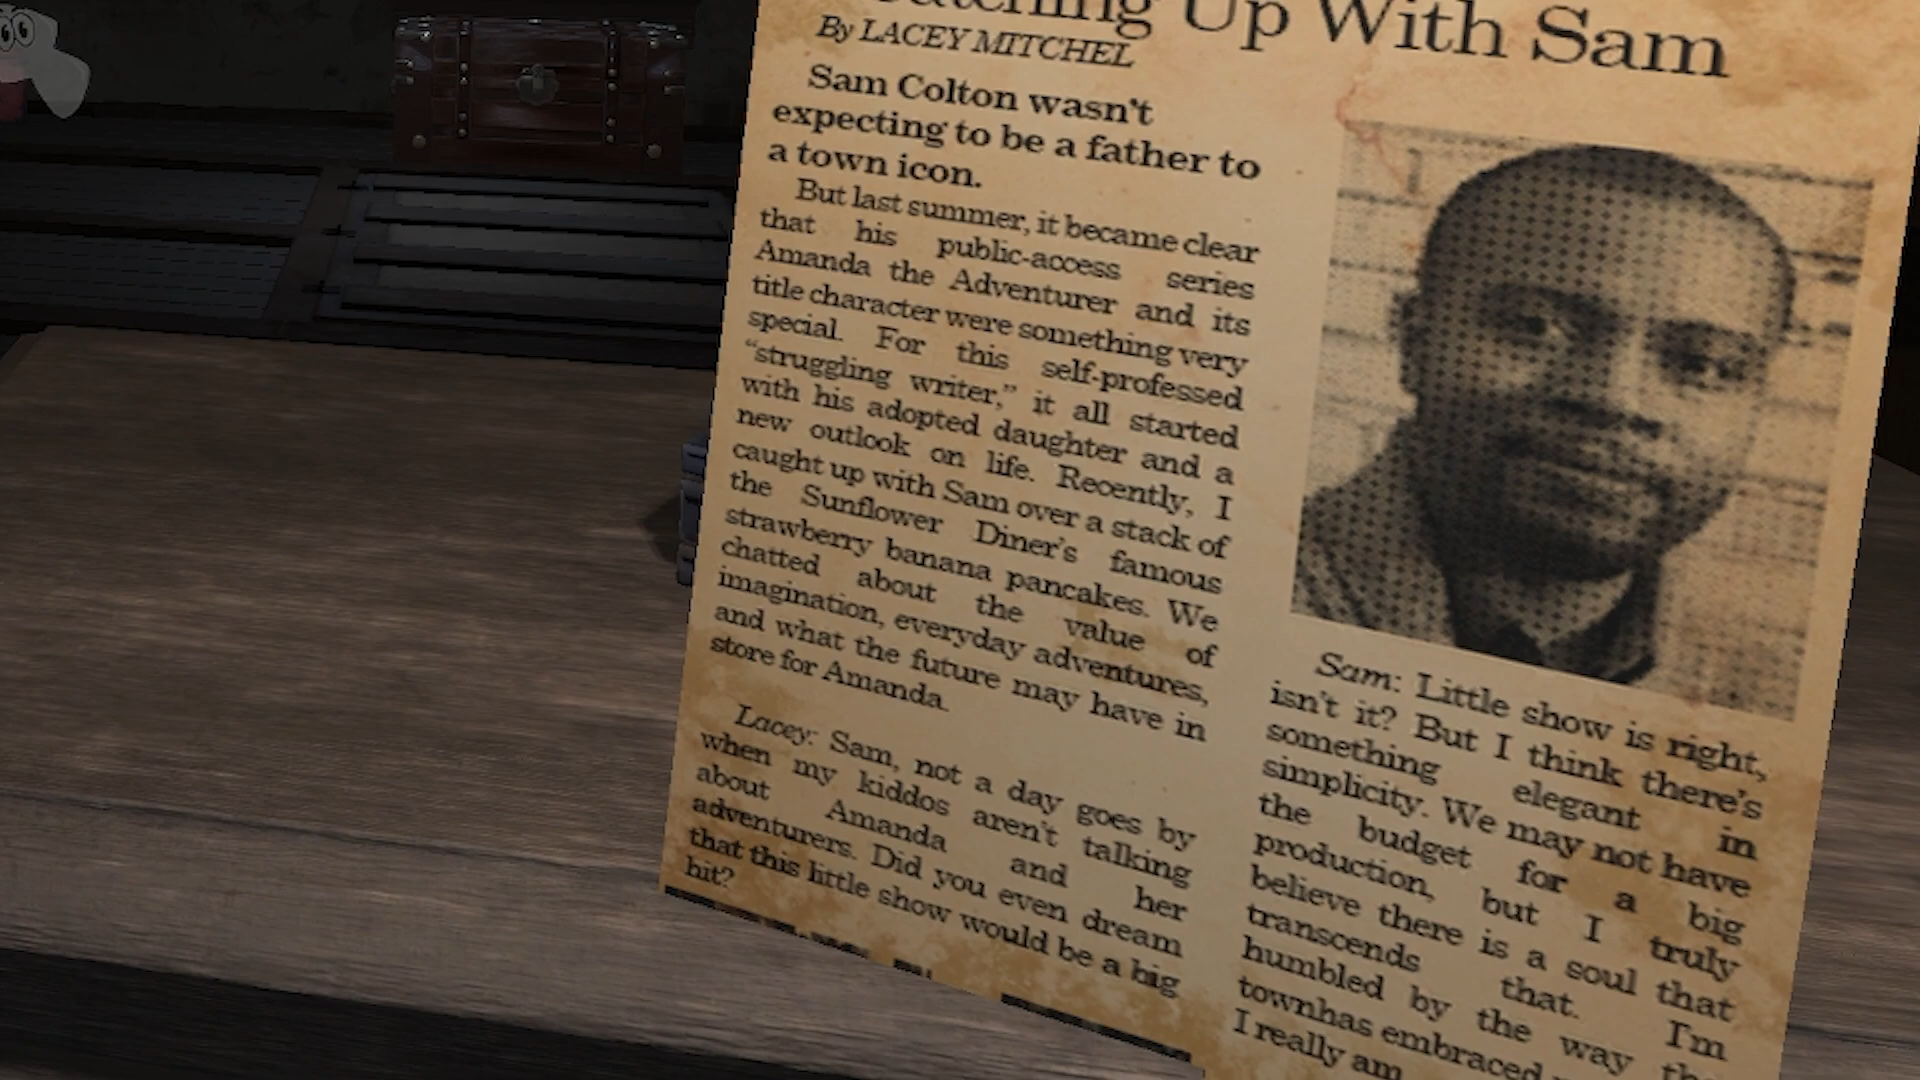 Up With Sam
By LACEY MITCHEL
Sam Colton wasn't
expecting to be a father to
a town icon.
But last summer, it became clear
that his public-access series
Amanda the Adventurer and its
title character were something very
special. For this self-professed
“struggling writer,” it all started
with his adopted daughter and a
new outlook on life. Recently, I
caught up with Sam over a stack of
the Sunflower Diner's famous
strawberry banana pancakes. We
chatted about the value of
imagination, everyday adventures,
and what the future may have in
store for Amanda.
Lacey: Sam, not a day goes by
when my kiddos aren't talking
about Amanda and her
adventurers. Did you even dream
that this little show would be a big
hit?
Sam: Little show is right,
isn't it? But I think there's
something elegant in
simplicity. We may not have
the budget for a big
production, but I truly
believe there is a soul that
transcends that. I'm
humbled by the way the
townhas embraced
I really am